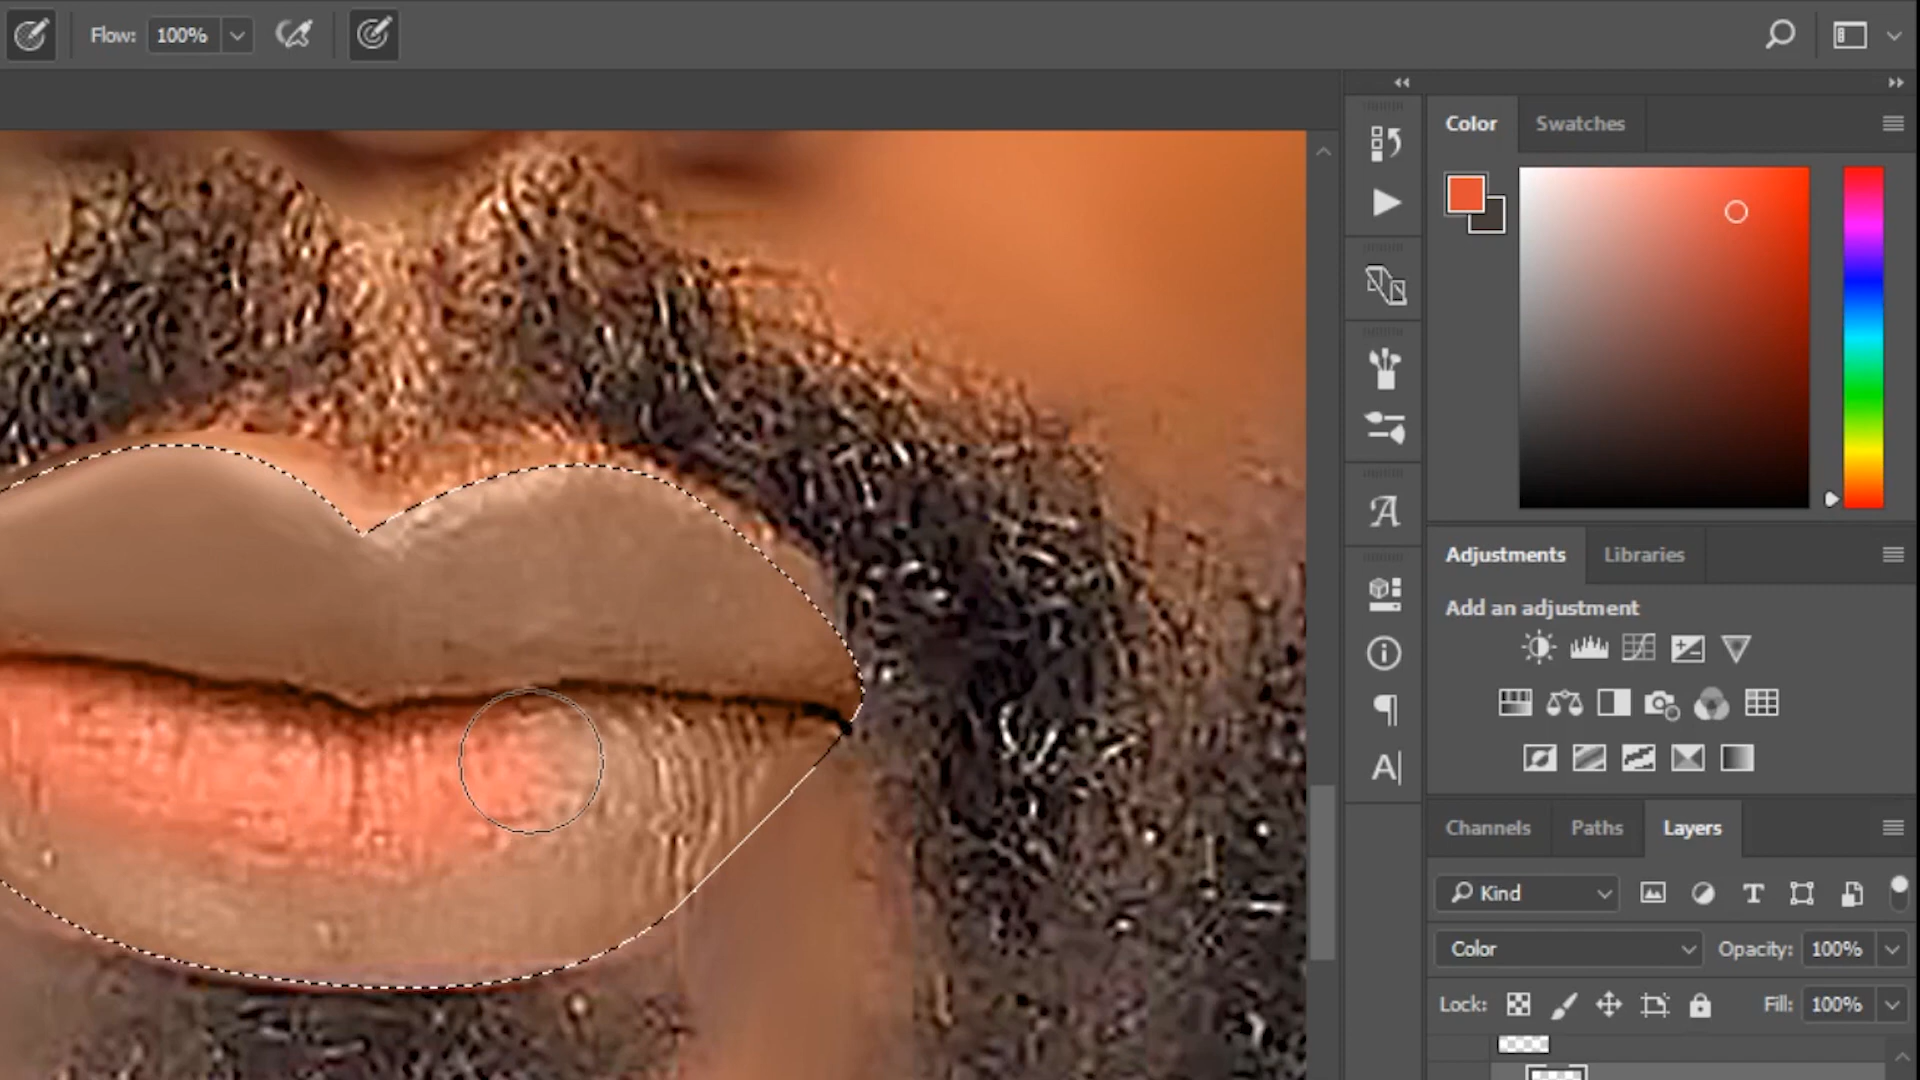 Flow: 100%
Color Swatches
Adjustments Libraries
Add an adjustment
Channels Paths Layers
Kind
Color Opacity: 100%
Lock: Fill: 100%